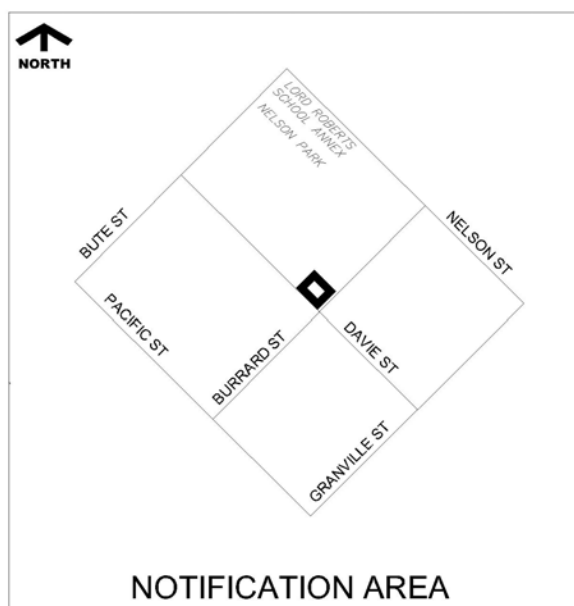 NORTH
LORD ROBERTS
SCHOOL ANNEX
NELSON PARK
NELSON ST
BUTE ST
PACIFIC ST
BURRARD ST
DAVIE ST
GRANVILLE ST
NOTIFICATION AREA